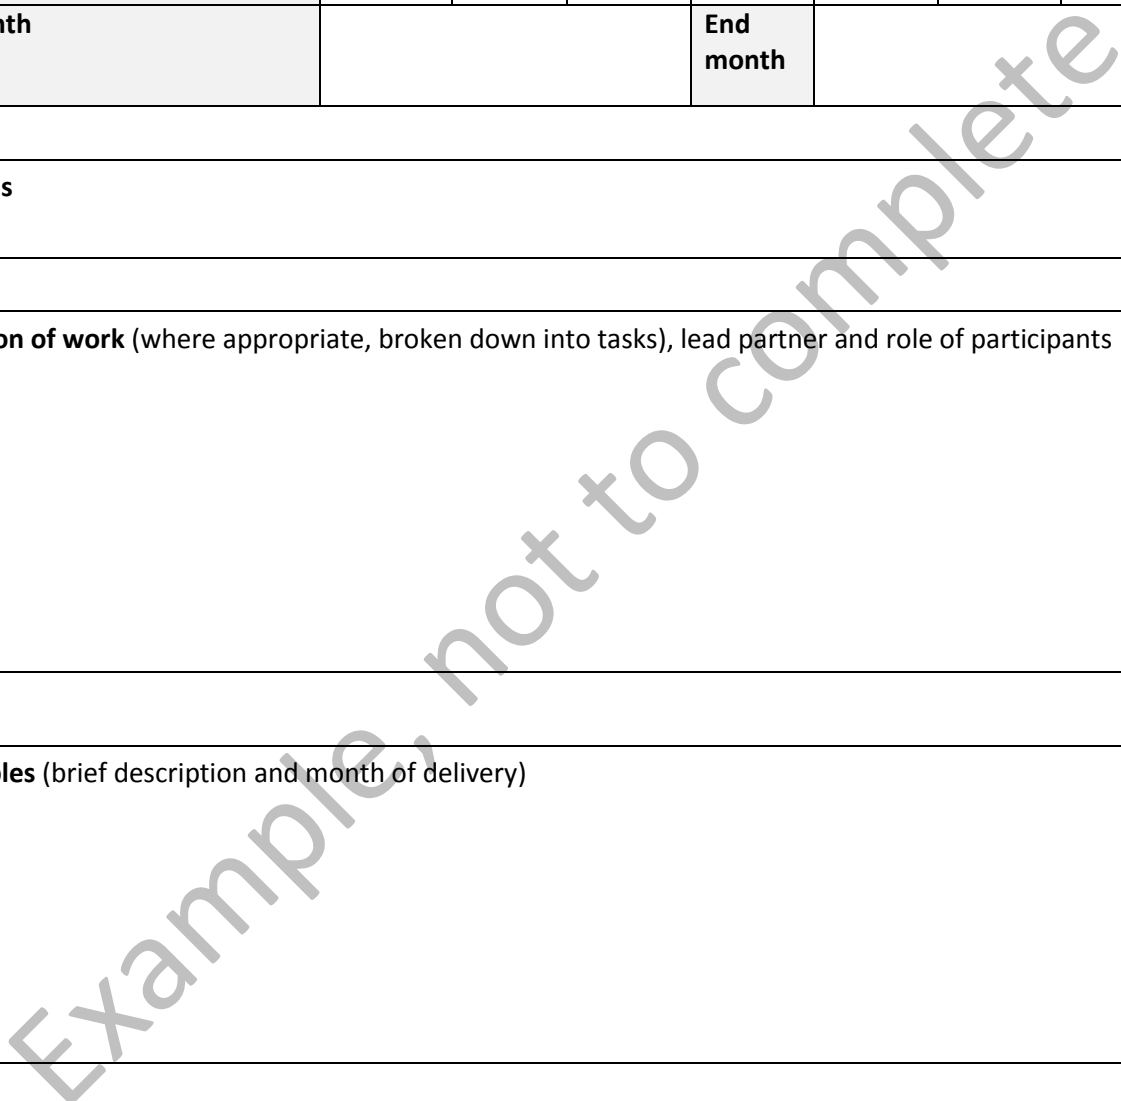 nth
End
month
s
on of work (where appropriate, broken down into tasks), lead partner and role of participants
les (brief description and month of delivery)
Example, not to complete